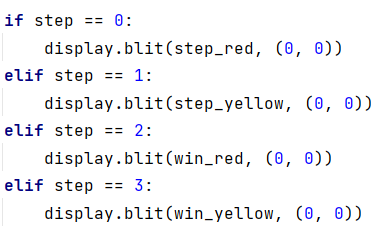 if step == 0:
    display.blit(step_red, (0, 0))
elif step == 1:
    display.blit(step_yellow, (0, 0))
elif step == 2:
    display.blit(win_red, (0, 0))
elif step == 3:
    display.blit(win_yellow, (0, 0))